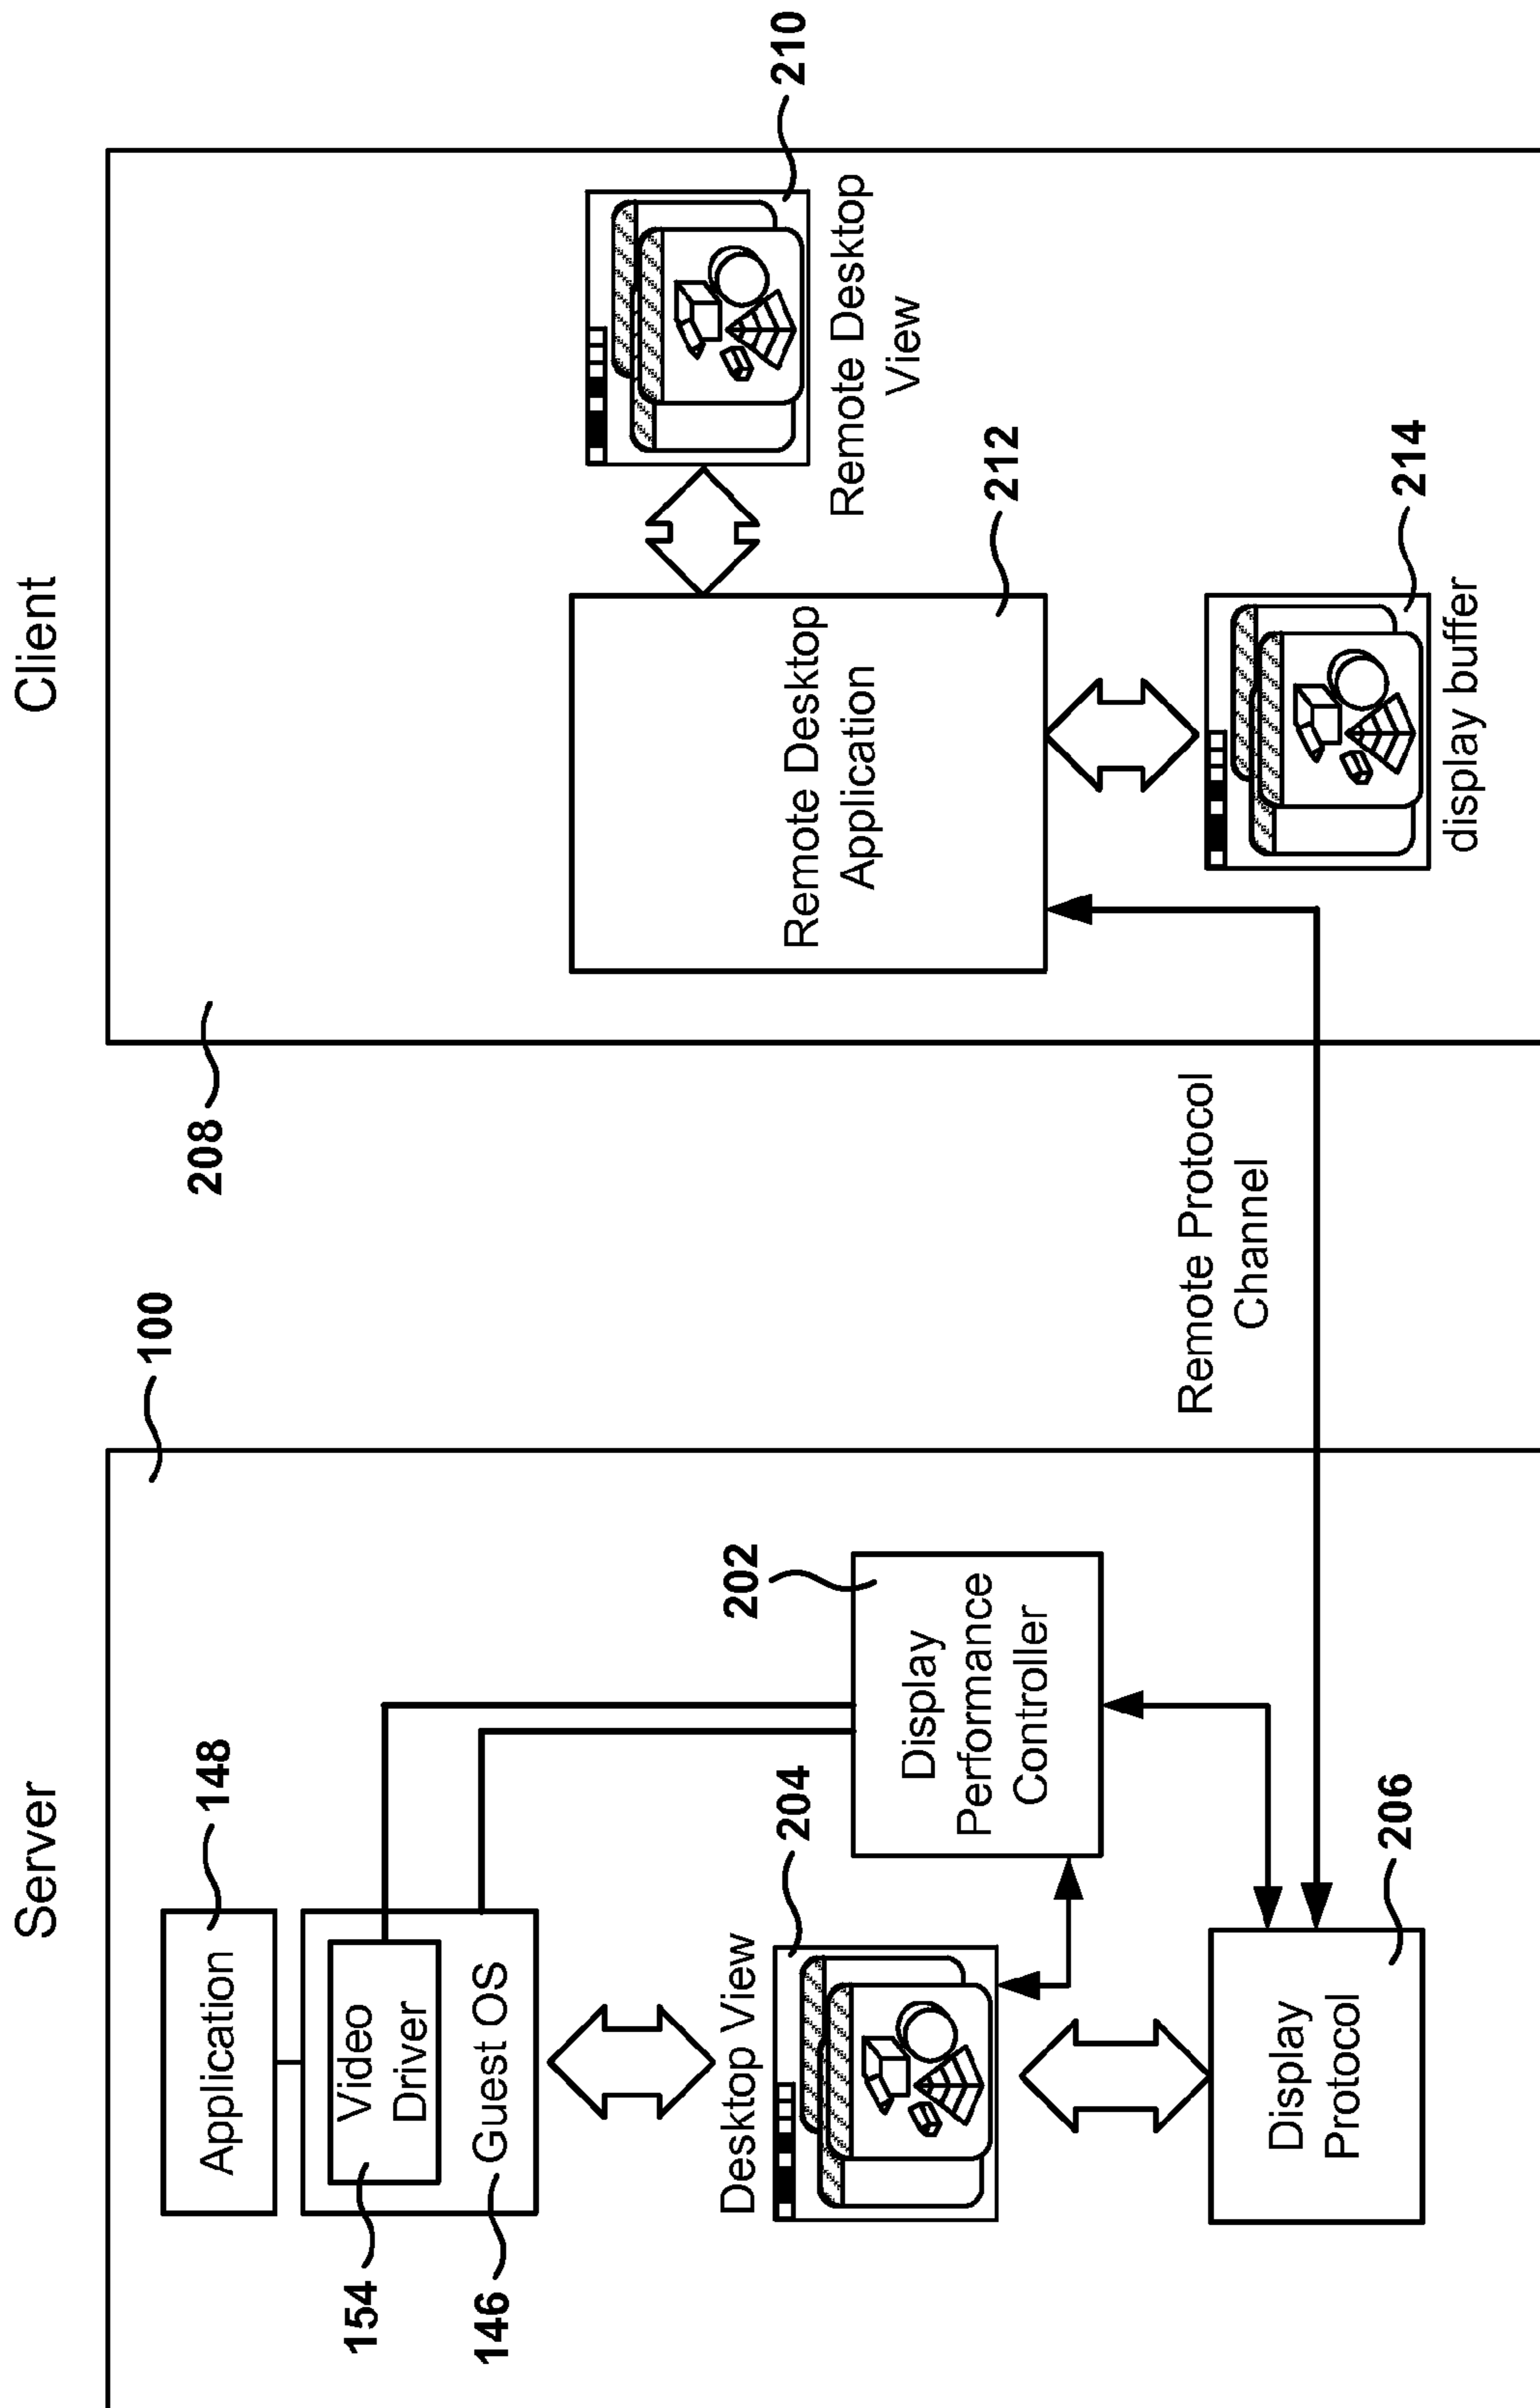 Server
100
Application
148
Video
Driver
154
Guest OS
146
Desktop View
204
Display
Performance
Controller
202
Display
Protocol
206
Remote Protocol
Channel
Client
208
Remote Desktop
Application
212
Remote Desktop
View
210
display buffer
214